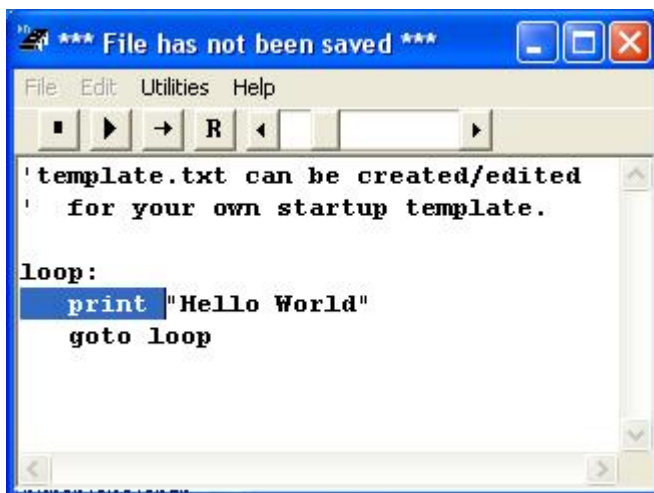 *** File has not been saved ***
File Edit Utilities Help
R
'template.txt can be created/edited
'  for your own startup template.
loop:
   print "Hello World"
   goto loop